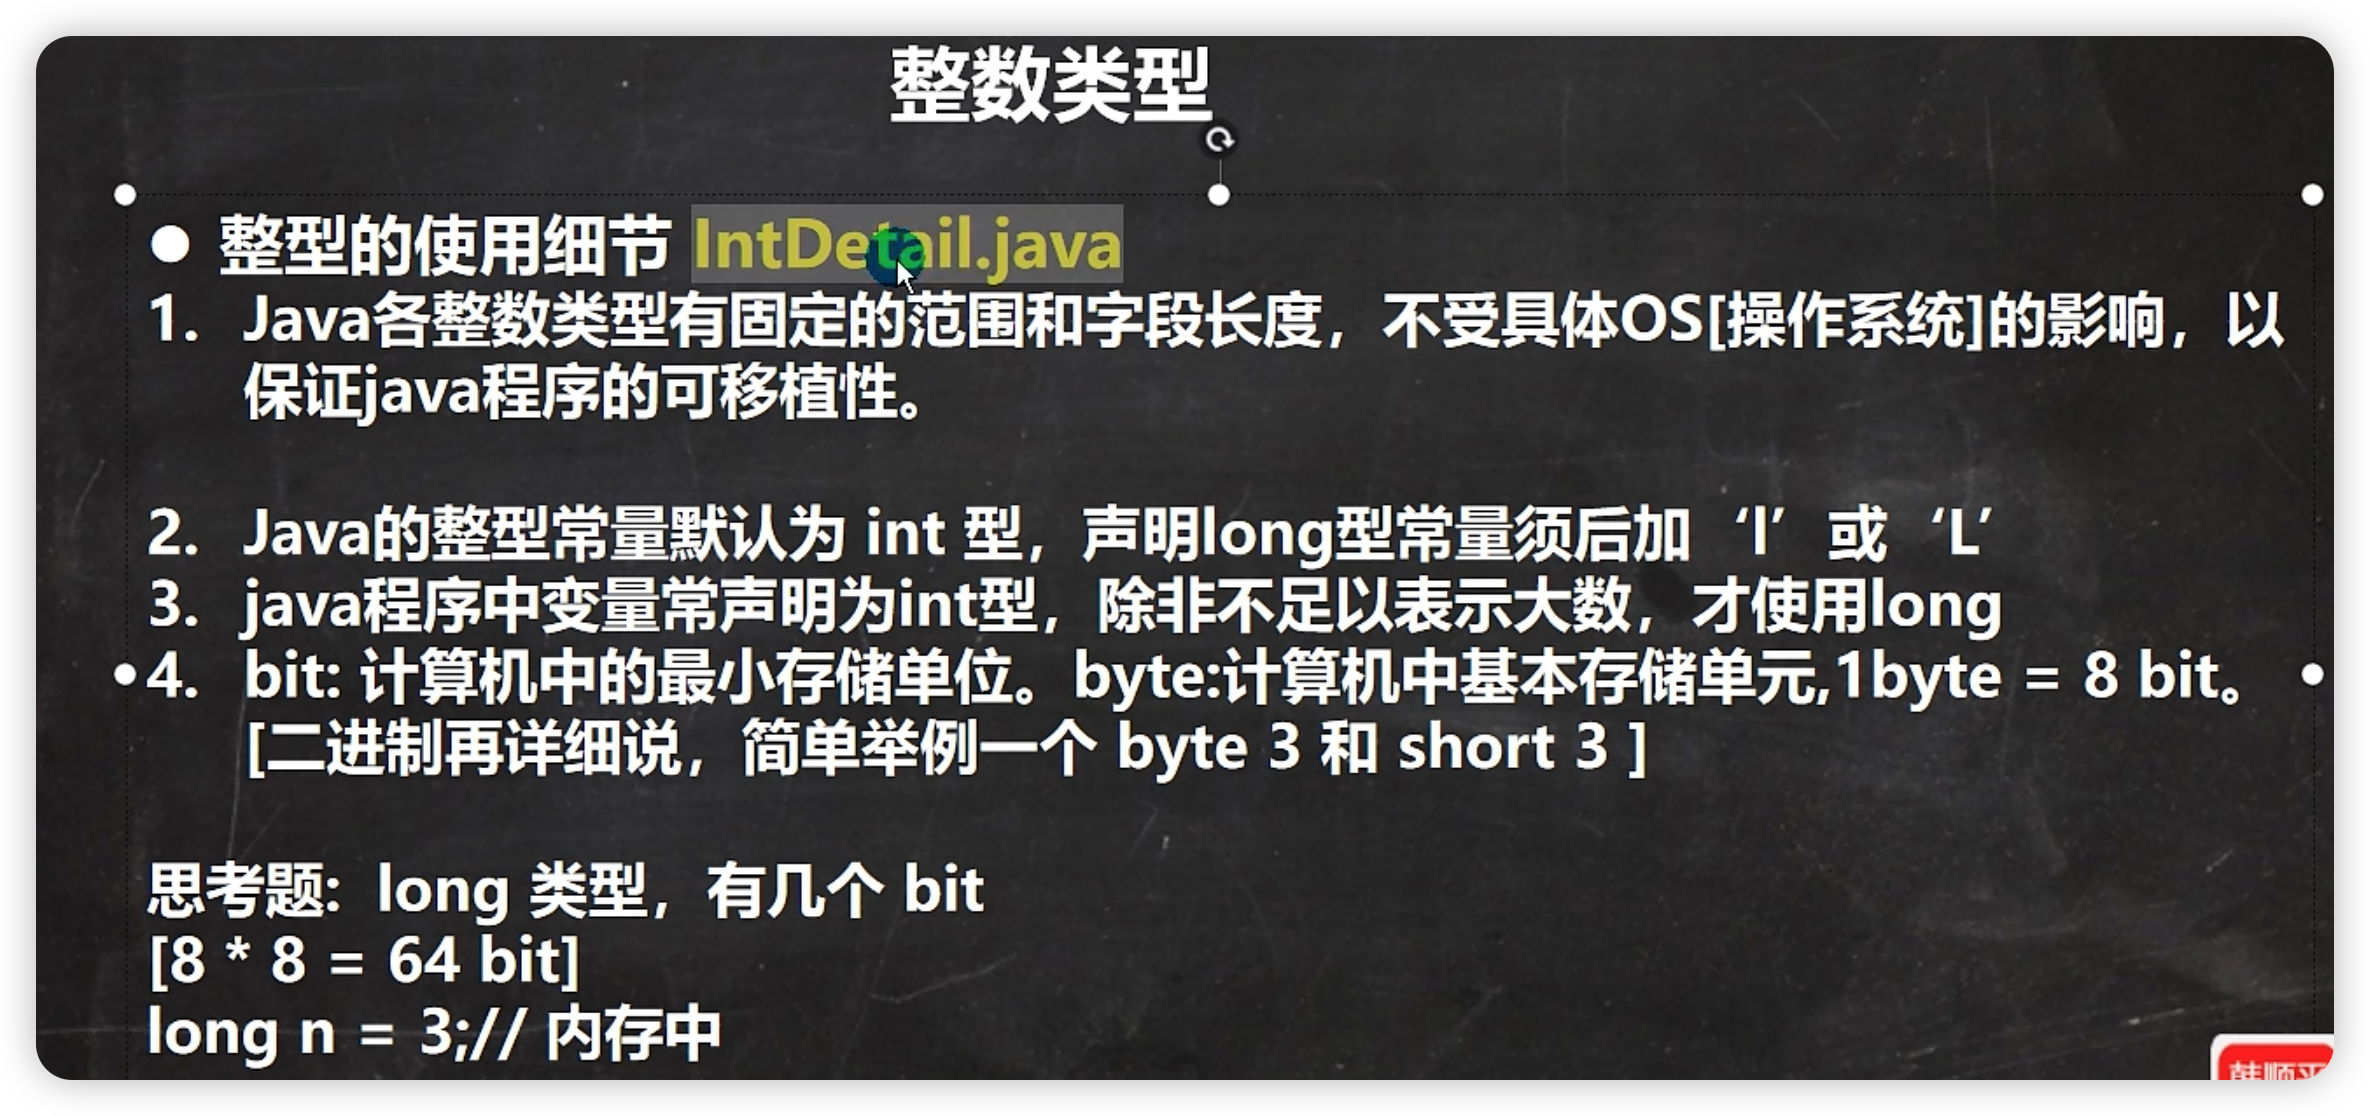 整数类型
● 整型的使用细节 IntDetail.java
1. Java各整数类型有固定的范围和字段长度，不受具体OS[操作系统]的影响，以
保证java程序的可移植性。
2. Java的整型常量默认为 int 型，声明long型常量须后加‘l’或‘L’
3. java程序中变量常声明为int型，除非不足以表示大数，才使用long
4. bit: 计算机中的最小存储单位。byte:计算机中基本存储单元,1byte = 8 bit。
[二进制再详细说，简单举例一个 byte 3 和 short 3 ]
思考题：long 类型，有几个 bit
[8 * 8 = 64 bit]
long n = 3;// 内存中